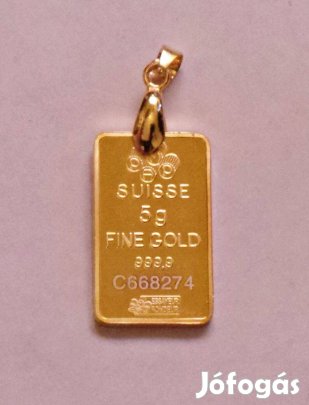 SUISSE
5g
FINE GOLD
999.9
C668274
Jófogás